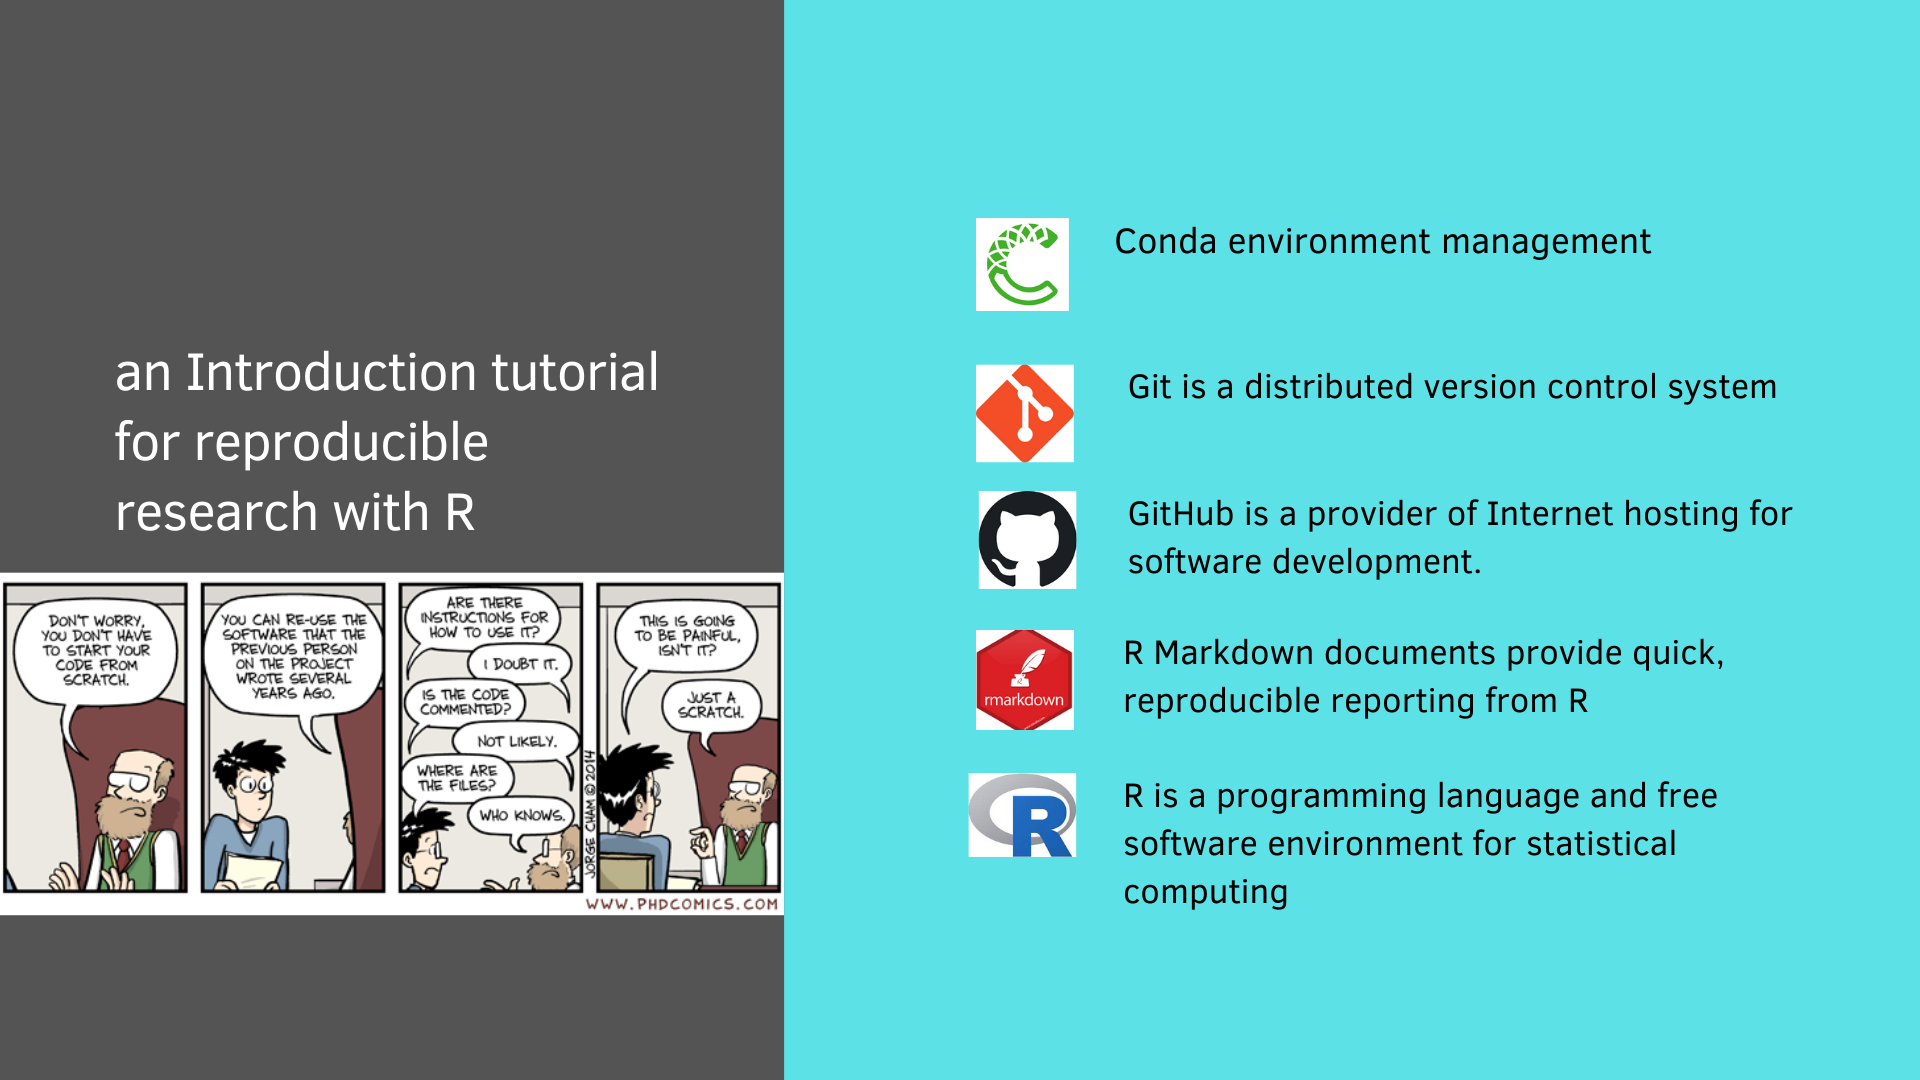 an Introduction tutorial
for reproducible
research with R
DON'T WORRY,
YOU DON'T HAVE
TO START YOUR
CODE FROM
SCRATCH.
YOU CAN RE-USE THE
SOFTWARE THAT THE
PREVIOUS PERSON
ON THE PROJECT
WROTE SEVERAL
YEARS AGO.
ARE THERE
INSTRUCTIONS FOR
HOW TO USE IT?
I DOUBT IT.
IS THE CODE
COMMENTED?
NOT LIKELY.
WHERE ARE
THE FILES?
WHO KNOWS.
JORGE CHAM © 2014
THIS IS GOING
TO BE PAINFUL,
ISN'T IT?
JUST A
SCRATCH.
WWW.PHDCOMICS.COM
Conda environment management
Git is a distributed version control system
GitHub is a provider of Internet hosting for
software development.
rmarkdown
R Markdown documents provide quick,
reproducible reporting from R
R
R is a programming language and free
software environment for statistical
computing